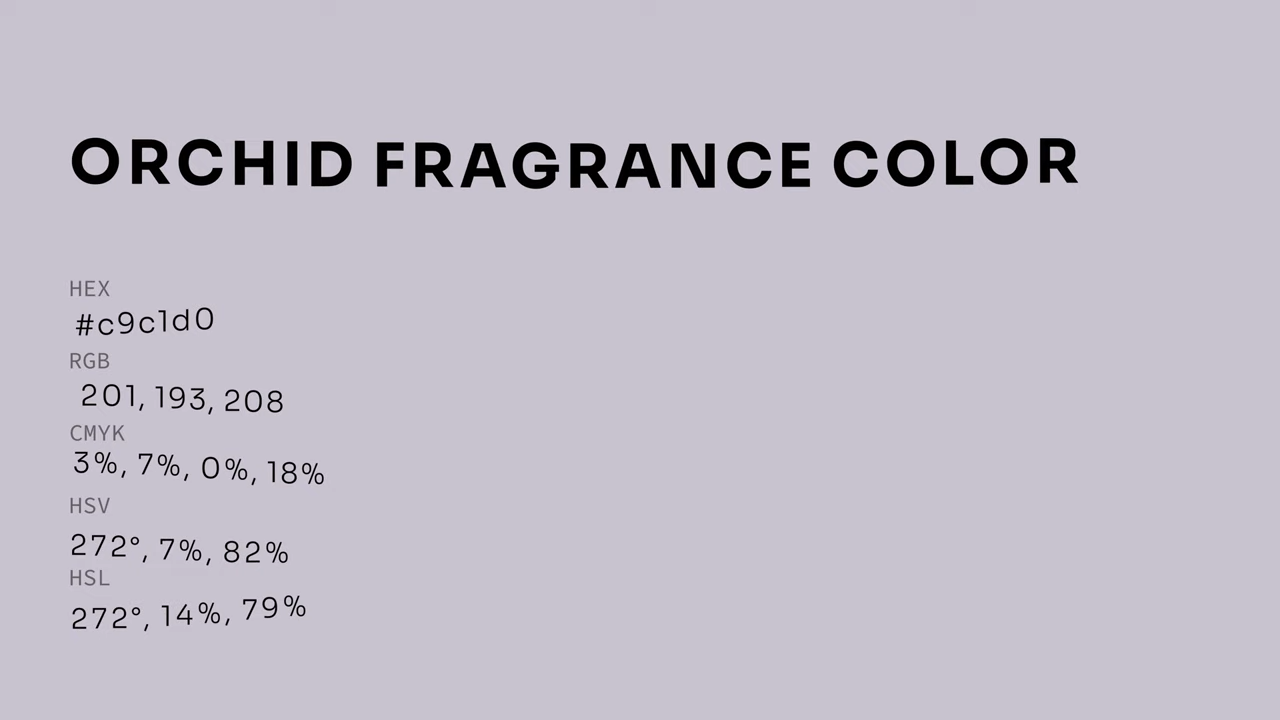 ORCHID FRAGRANCE COLOR
HEX
#c9c1d0
RGB
201, 193, 208
CMYK
3%, 7%, 0%, 18%
HSV
272°, 7%, 82%
HSL
272°, 14%, 79%